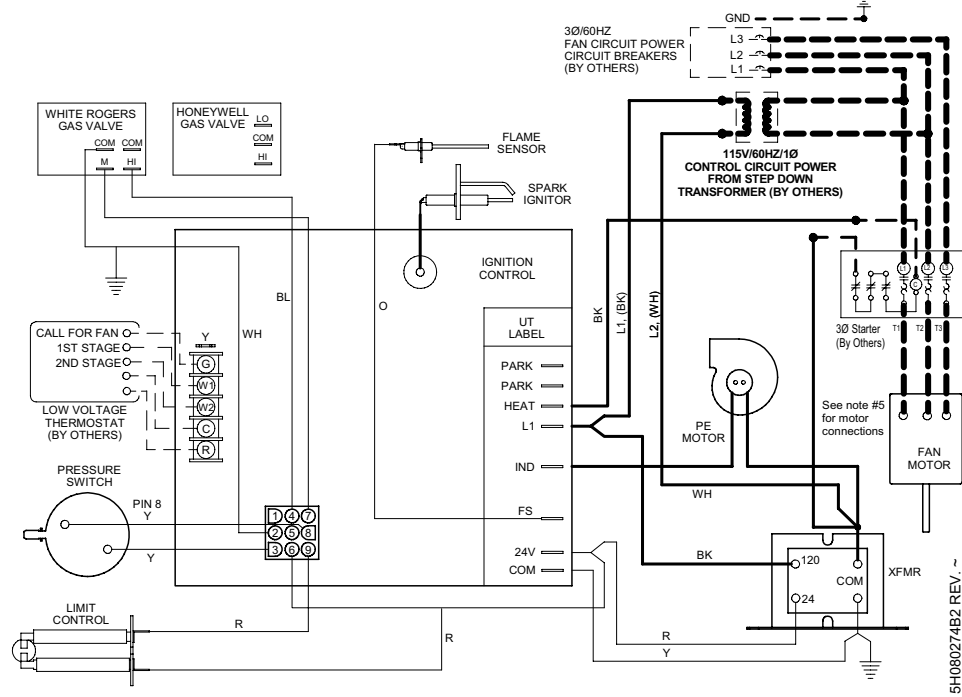 GND
3Ø/60HZ
FAN CIRCUIT POWER
CIRCUIT BREAKERS
(BY OTHERS)
L3
L2
L1
WHITE RODGERS
GAS VALVE
COM COM
M HI
HONEYWELL
GAS VALVE
LO
COM
HI
FLAME
SENSOR
SPARK
IGNITOR
115V/60HZ/1Ø
CONTROL CIRCUIT POWER
FROM STEP DOWN
TRANSFORMER (BY OTHERS)
IGNITION
CONTROL
BL
WH
O
BK
L1, (BK)
L2, (WH)
L1
L2
L3
C
T1
T2
T3
3Ø Starter
(By Others)
CALL FOR FAN
1ST STAGE
2ND STAGE
LOW VOLTAGE
THERMOSTAT
(BY OTHERS)
Y
G
W1
W2
C
R
UT
LABEL
PARK
PARK
HEAT
L1
IND
FS
24V
COM
PE
MOTOR
See note #5
for motor
connections
FAN
MOTOR
PRESSURE
SWITCH
PIN 8
Y
Y
1 4 7
2 5 8
3 6 9
WH
BK
120
COM
24
XFMR
LIMIT
CONTROL
R
R
R
Y
5H080274B2 REV. ~